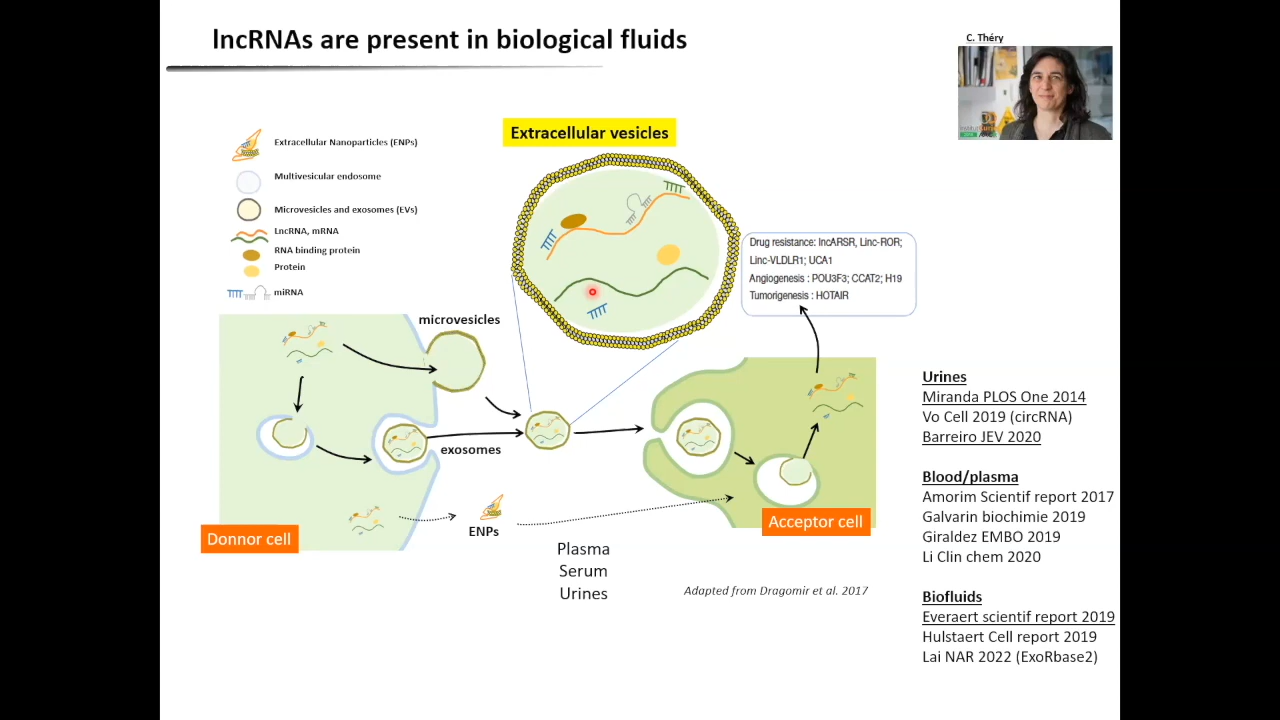 lncRNAs are present in biological fluids
C. Théry
Extracellular vesicles
Extracellular Nanoparticles (ENPs)
Multivesicular endosome
Microvesicles and exosomes (EVs)
LncRNA, mRNA
RNA binding protein
Protein
miRNA
Drug resistance: lncARSR, Linc-ROR;
Linc-VLDLR1; UCA1
Angiogenesis : POU3F3; CCAT2; H19
Tumorigenesis : HOTAIR
microvesicles
exosomes
ENPs
Donnor cell
Acceptor cell
Plasma
Serum
Urines
Adapted from Dragomir et al. 2017
Urines
Miranda PLOS One 2014
Vo Cell 2019 (circRNA)
Barreiro JEV 2020
Blood/plasma
Amorim Scientif report 2017
Galvarin biochimie 2019
Giraldez EMBO 2019
Li Clin chem 2020
Biofluids
Everaert scientif report 2019
Hulstaert Cell report 2019
Lai NAR 2022 (ExoRbase2)